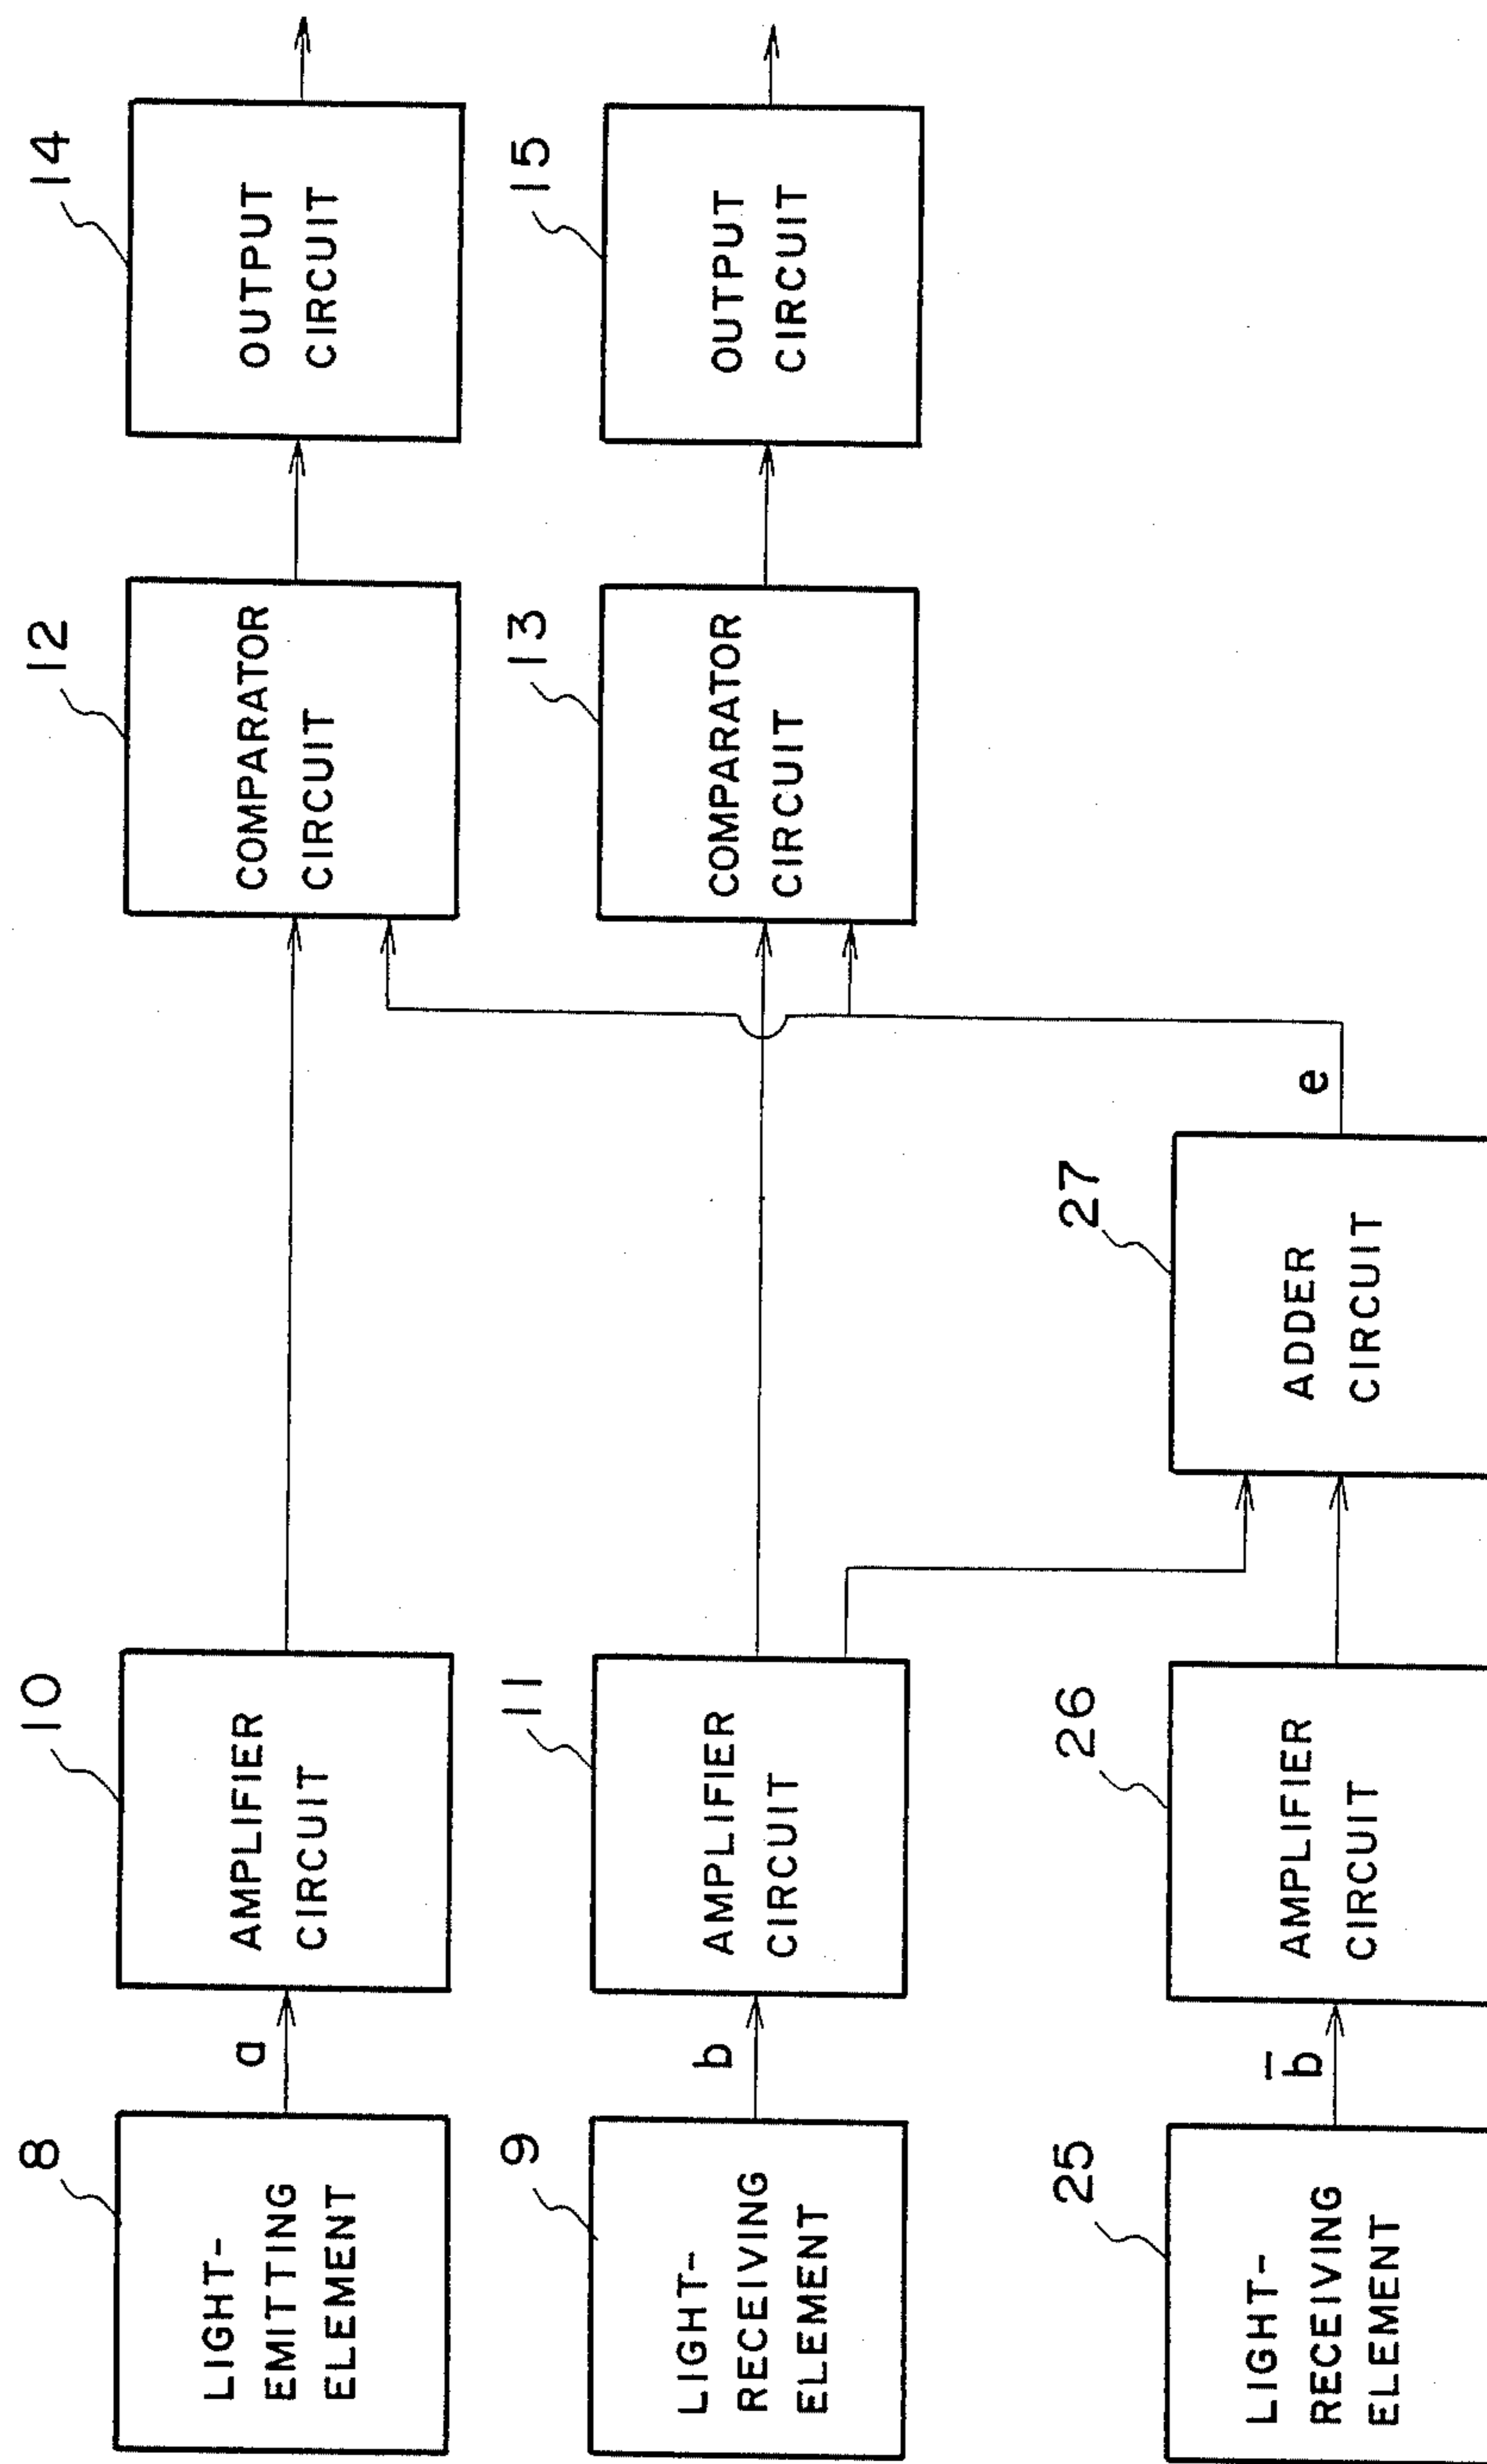 8
LIGHT-
EMITTING
ELEMENT
a
10
AMPLIFIER
CIRCUIT
12
COMPARATOR
CIRCUIT
14
OUTPUT
CIRCUIT
9
LIGHT-
RECEIVING
ELEMENT
b
11
AMPLIFIER
CIRCUIT
13
COMPARATOR
CIRCUIT
15
OUTPUT
CIRCUIT
25
LIGHT-
RECEIVING
ELEMENT
b̅
26
AMPLIFIER
CIRCUIT
27
ADDER
CIRCUIT
e